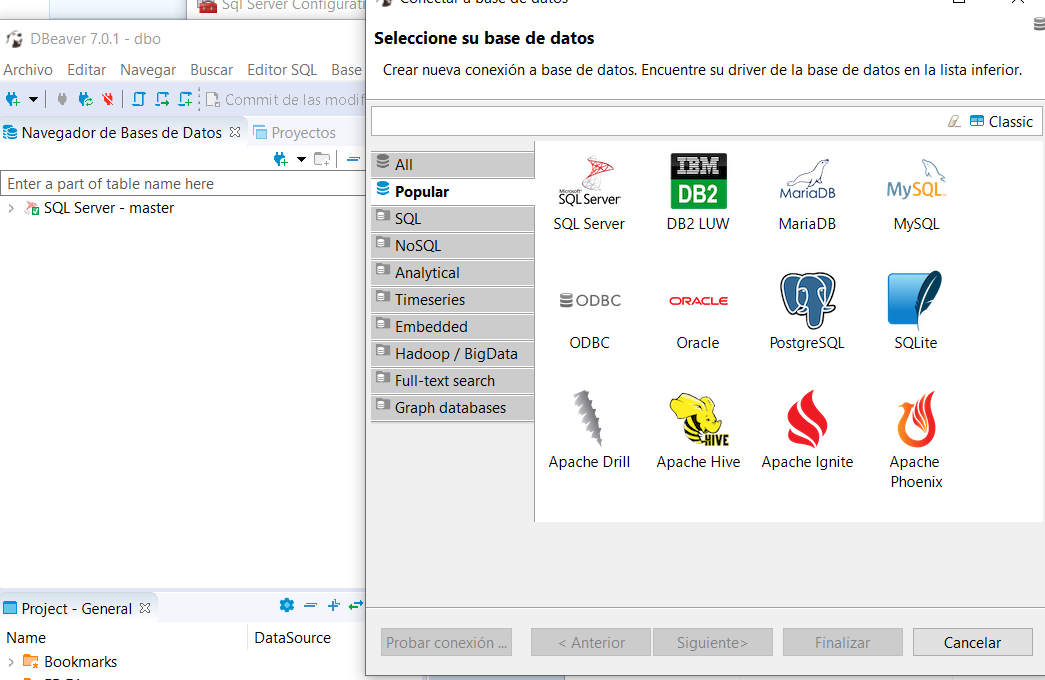 Sql Server Configurati
Conectar a base de datos
DBeaver 7.0.1 - dbo
Archivo Editar Navegar Buscar Editor SQL Base
Commit de las modif
Navegador de Bases de Datos
Proyectos
Enter a part of table name here
SQL Server - master
Project - General
Name DataSource
Bookmarks
Seleccione su base de datos
Crear nueva conexión a base de datos. Encuentre su driver de la base de datos en la lista inferior.
Classic
All
Popular
SQL
NoSQL
Analytical
Timeseries
Embedded
Hadoop / BigData
Full-text search
Graph databases
Microsoft
SQL Server
IBM
DB2
MariaDB
MySQL
SQL Server DB2 LUW MariaDB MySQL
ODBC
ORACLE
ODBC Oracle PostgreSQL SQLite
HIVE
Apache Drill Apache Hive Apache Ignite Apache
Phoenix
Probar conexión ... < Anterior Siguiente> Finalizar Cancelar